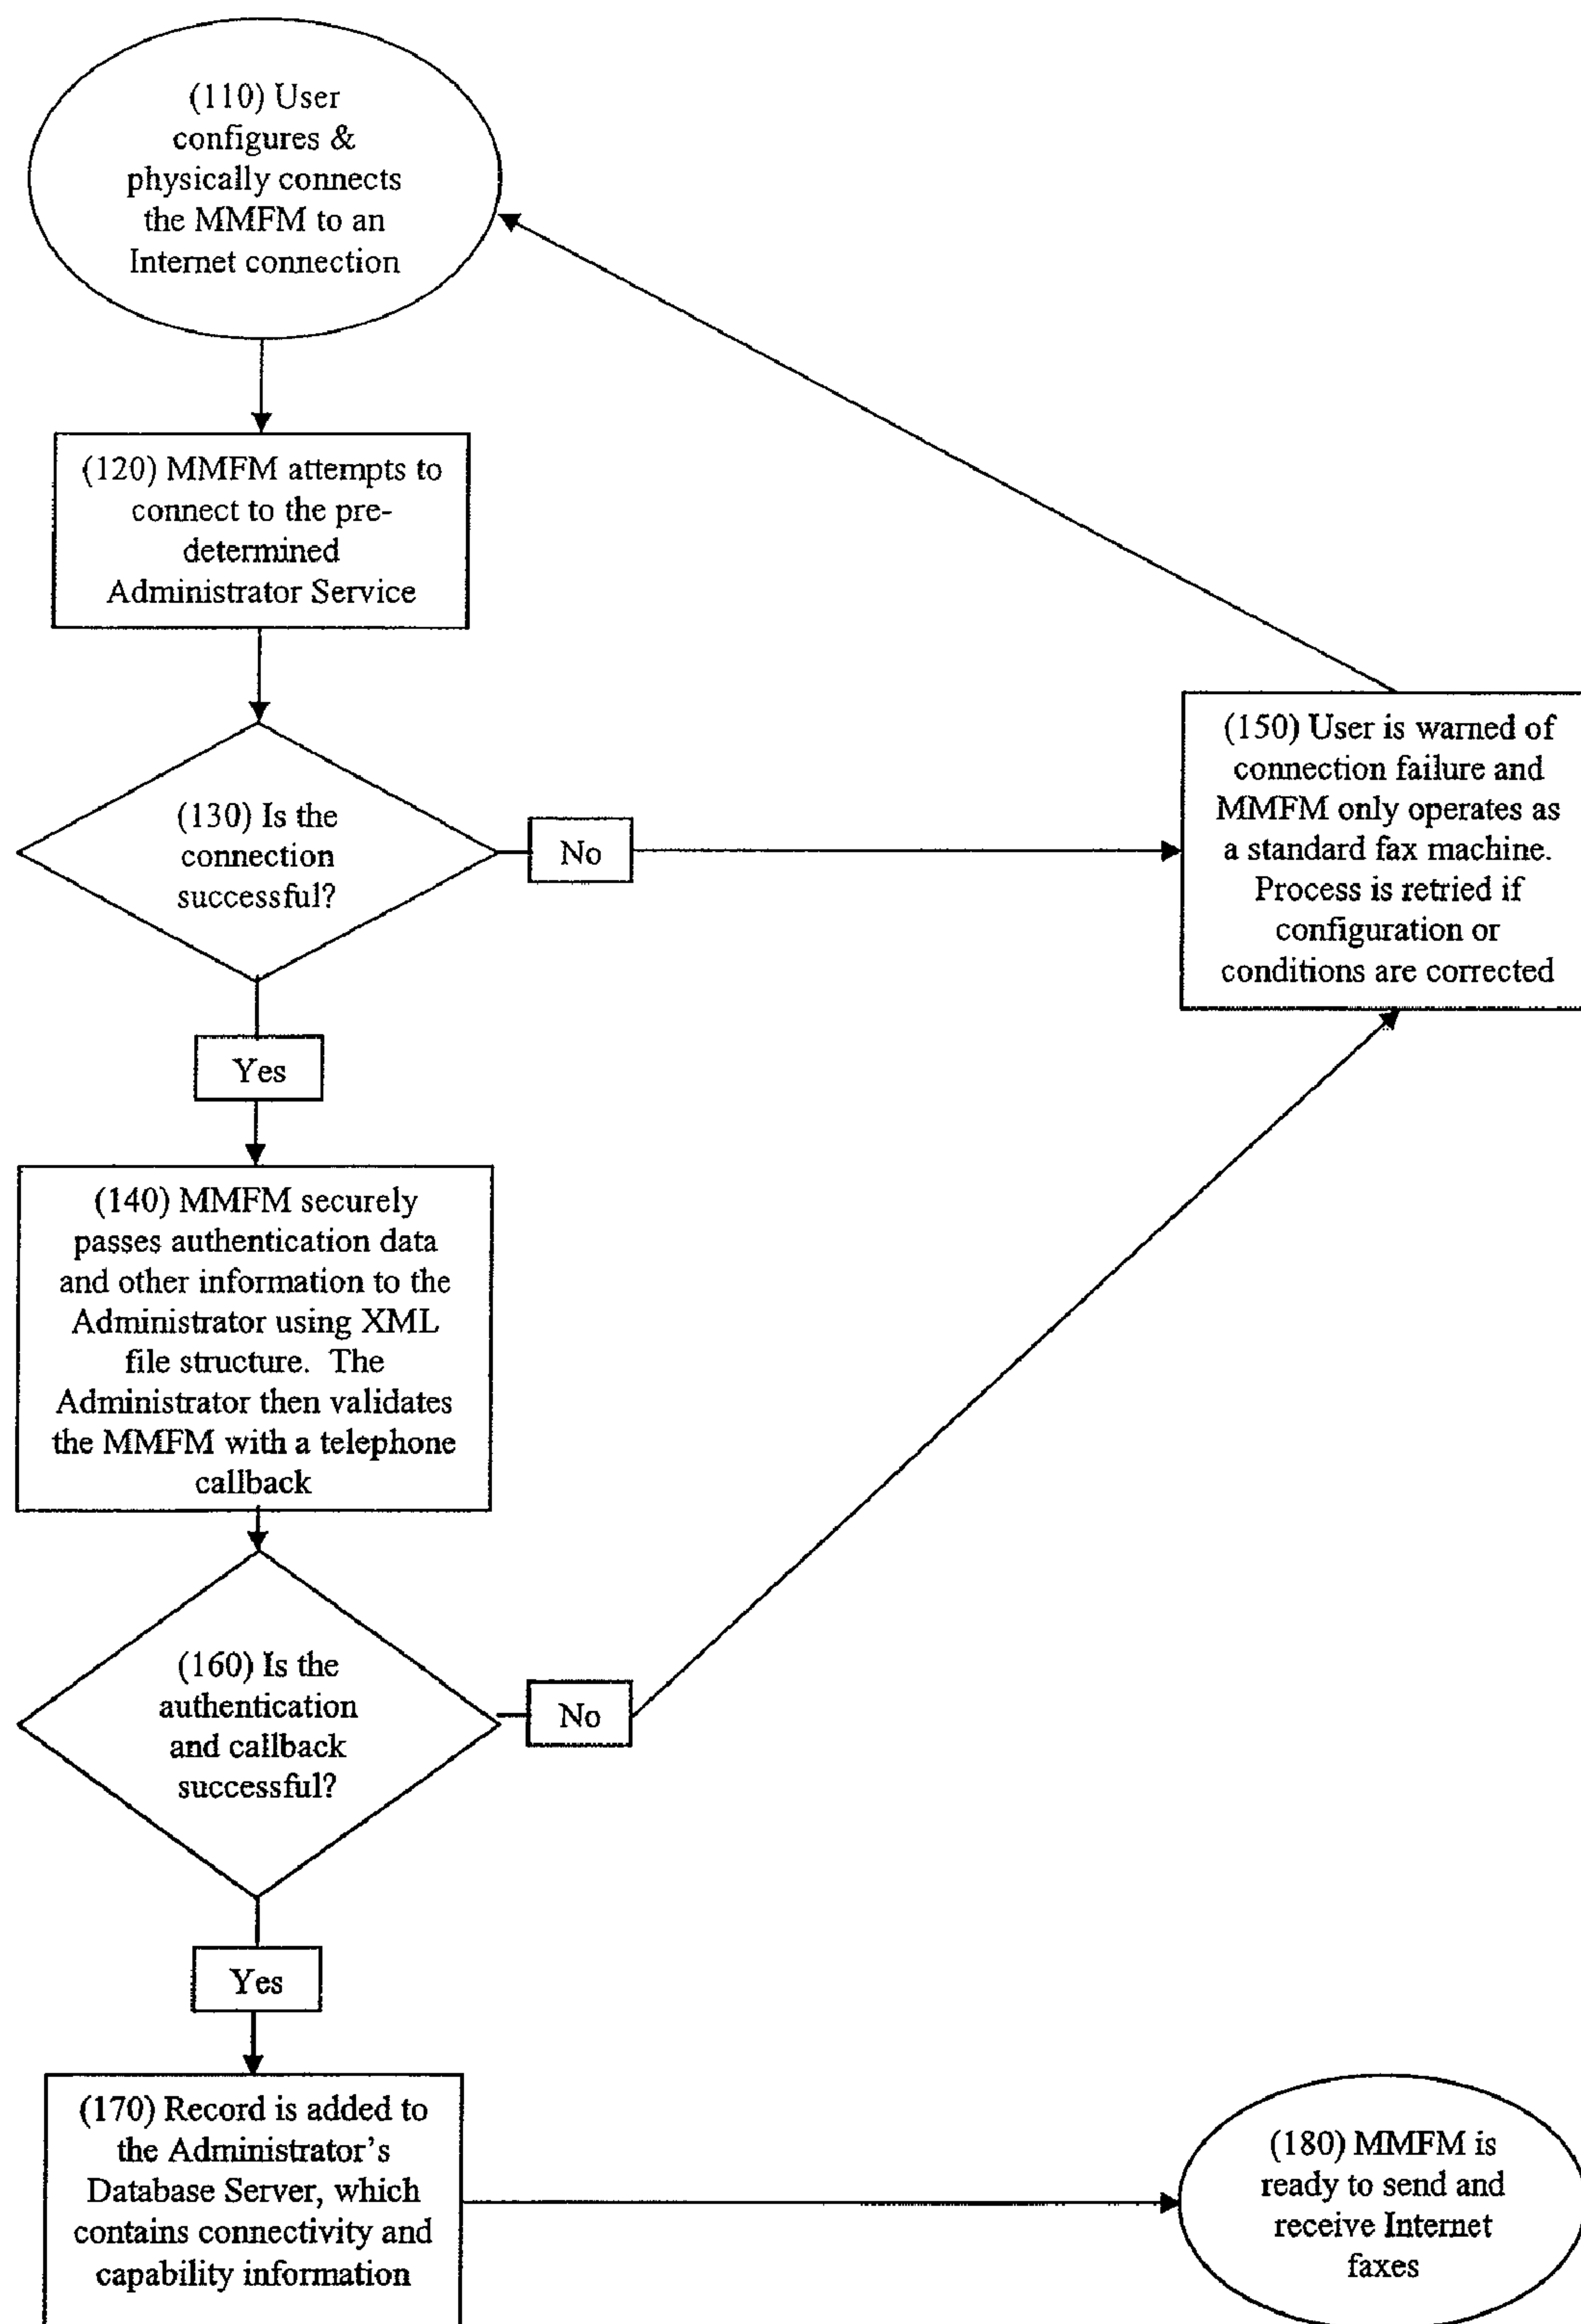 (110) User
configures &
physically connects
the MMFM to an
Internet connection
(120) MMFM attempts to
connect to the pre-
determined
Administrator Service
(130) Is the
connection
successful?
No
(150) User is warned of
connection failure and
MMFM only operates as
a standard fax machine.
Process is retried if
configuration or
conditions are corrected
Yes
(140) MMFM securely
passes authentication data
and other information to the
Administrator using XML
file structure.  The
Administrator then validates
the MMFM with a telephone
callback
(160) Is the
authentication
and callback
successful?
No
Yes
(170) Record is added to
the Administrator's
Database Server, which
contains connectivity and
capability information
(180) MMFM is
ready to send and
receive Internet
faxes